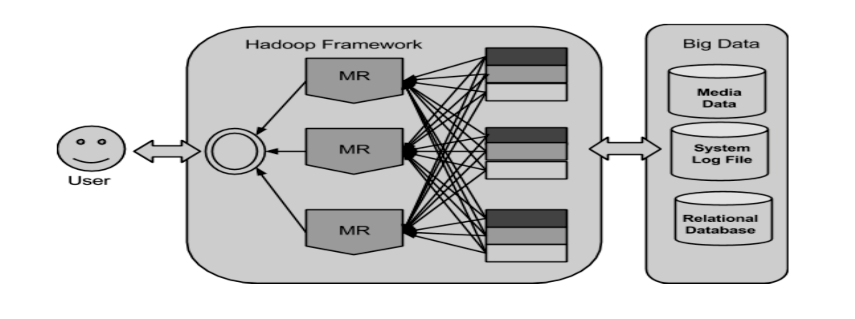 Hadoop Framework
MR
MR
MR
User
Big Data
Media
Data
System
Log File
Relational
Database